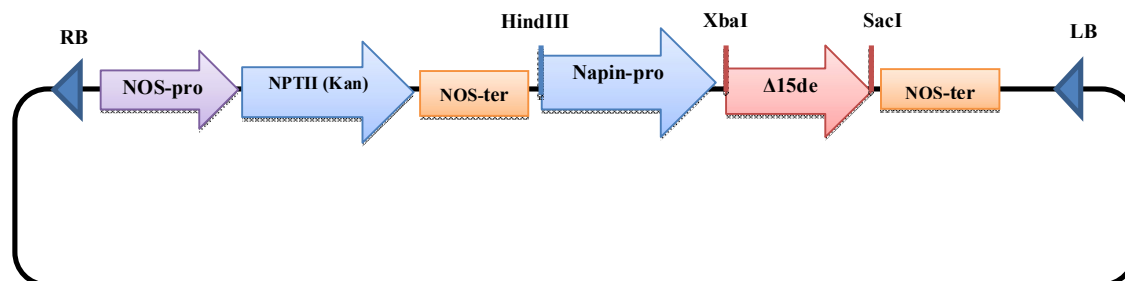 HindIII XbaI SacI
RB LB
NOS-pro NPTII (Kan) NOS-ter Napin-pro Δ15de NOS-ter